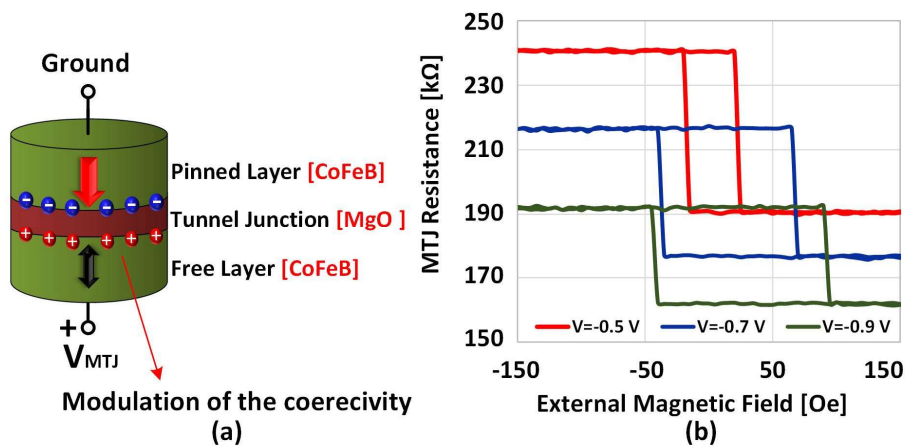 Ground
Pinned Layer [CoFeB]
Tunnel Junction [MgO ]
Free Layer [CoFeB]
+
VMTJ
Modulation of the coerecivity
(a)
(b)
MTJ Resistance [kΩ]
250
230
210
190
170
150
V=-0.5 V
V=-0.7 V
V=-0.9 V
-150
-50
50
150
External Magnetic Field [Oe]